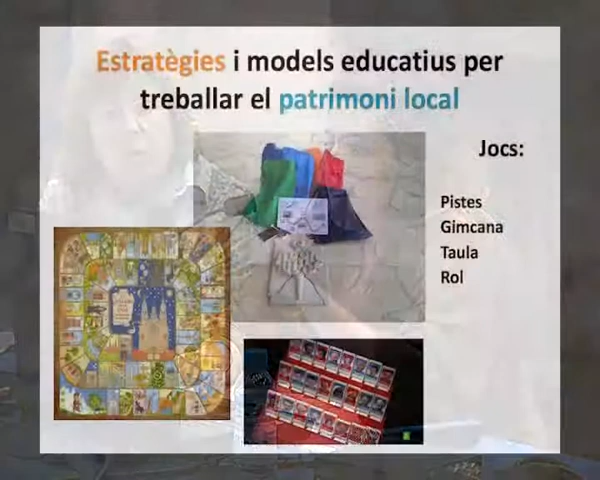 Estratègies i models educatius per
treballar el patrimoni local
Jocs:
Pistes
Gimcana
Taula
Rol